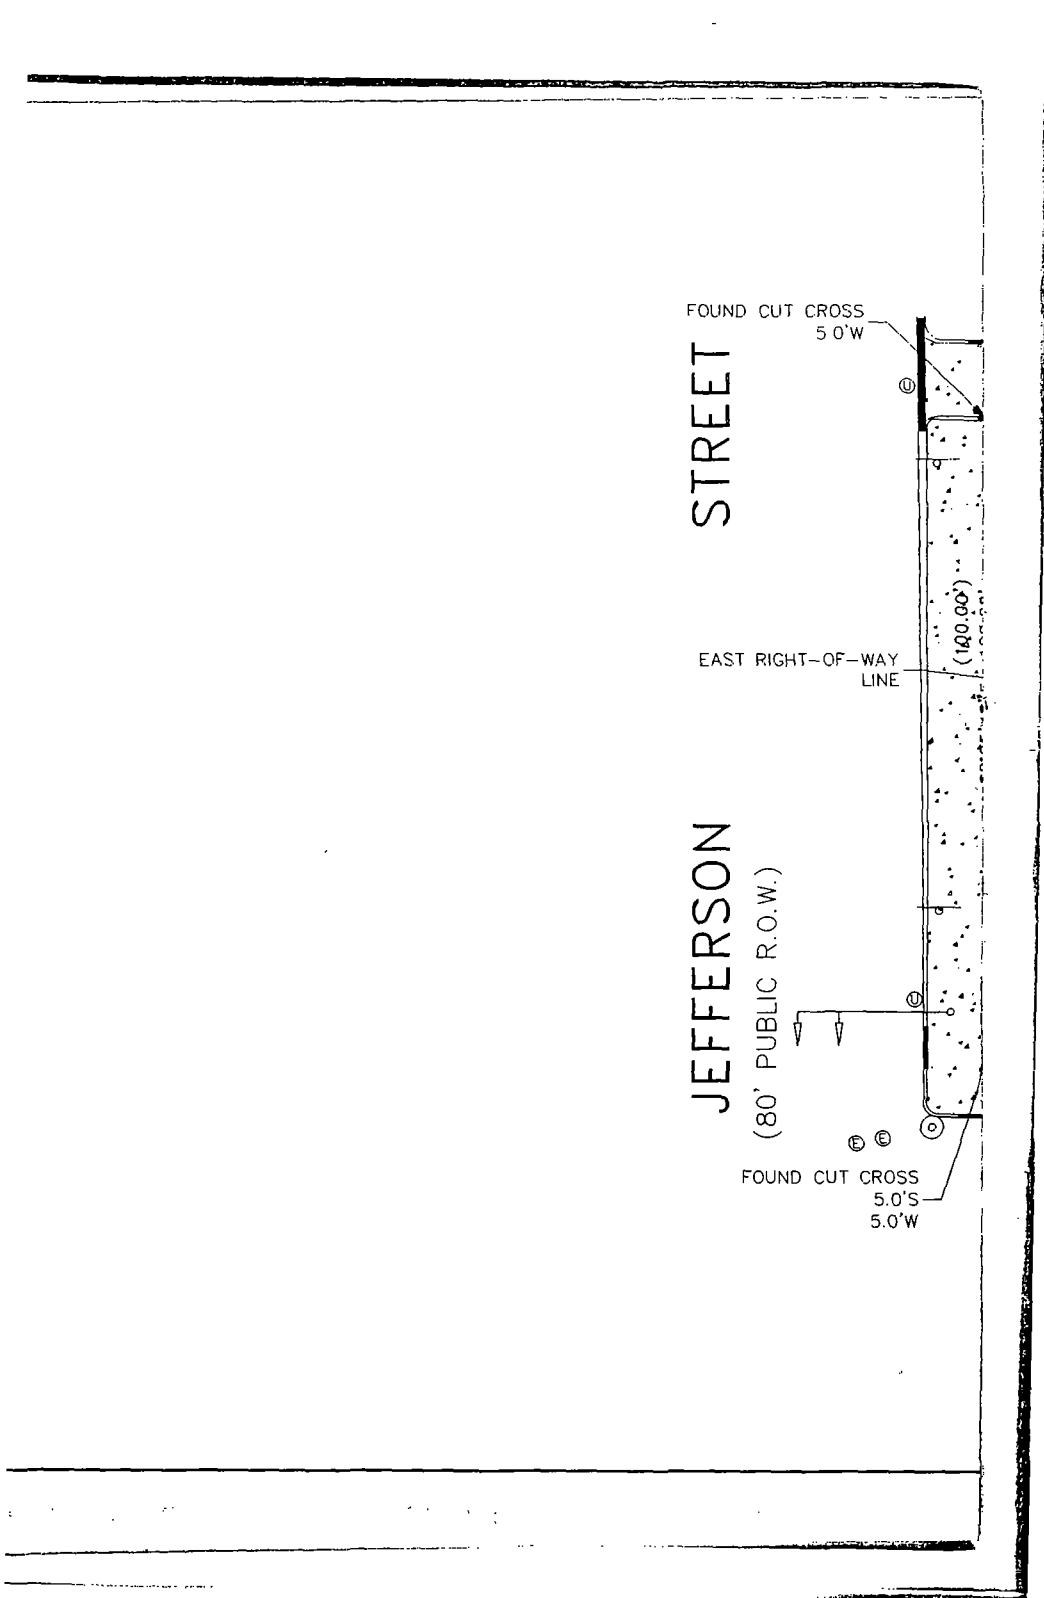 FOUND CUT CROSS
5 0'W
STREET
U
(100.00')
EAST RIGHT-OF-WAY
LINE
JEFFERSON
(80' PUBLIC R.O.W.)
U
E E
FOUND CUT CROSS
5.0'S
5.0'W